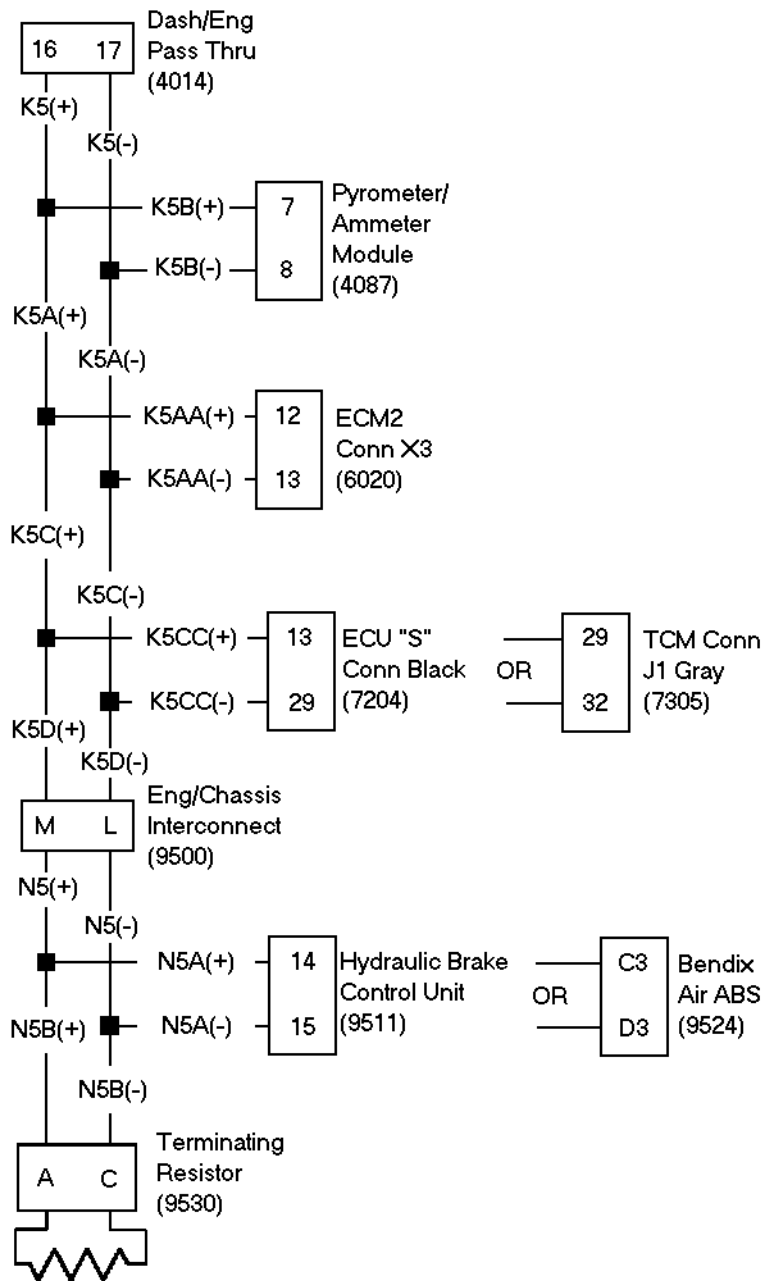 Dash/Eng
Pass Thru
(4014)
16 17
K5(+)
K5(-)
K5B(+) 7
K5B(-) 8
Pyrometer/
Ammeter
Module
(4087)
K5A(+)
K5A(-)
K5AA(+) 12
K5AA(-) 13
ECM2
Conn X3
(6020)
K5C(+)
K5C(-)
K5CC(+) 13
K5CC(-) 29
ECU "S"
Conn Black
(7204)
OR
29
32
TCM Conn
J1 Gray
(7305)
K5D(+)
K5D(-)
M L
Eng/Chassis
Interconnect
(9500)
N5(+)
N5(-)
N5A(+) 14
N5A(-) 15
Hydraulic Brake
Control Unit
(9511)
OR
C3
D3
Bendix
Air ABS
(9524)
N5B(+)
N5B(-)
A C
Terminating
Resistor
(9530)